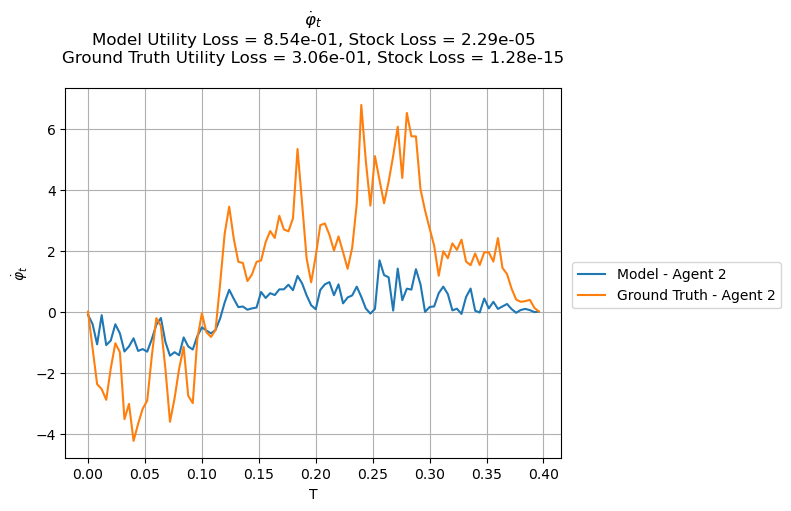 φ̇ₜ
Model Utility Loss = 8.54e-01, Stock Loss = 2.29e-05
Ground Truth Utility Loss = 3.06e-01, Stock Loss = 1.28e-15
6
4
2
0
−2
−4
φ̇ₜ
0.00 0.05 0.10 0.15 0.20 0.25 0.30 0.35 0.40
T
Model - Agent 2
Ground Truth - Agent 2